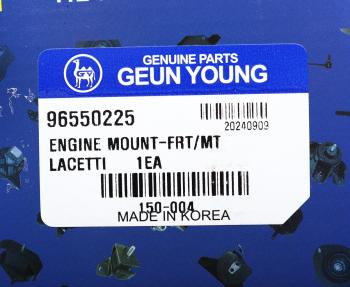 GENUINE PARTS
GEUN YOUNG
96550225
20240909
ENGINE MOUNT-FRT/MT
LACETTI 1EA
150-004
MADE IN KOREA